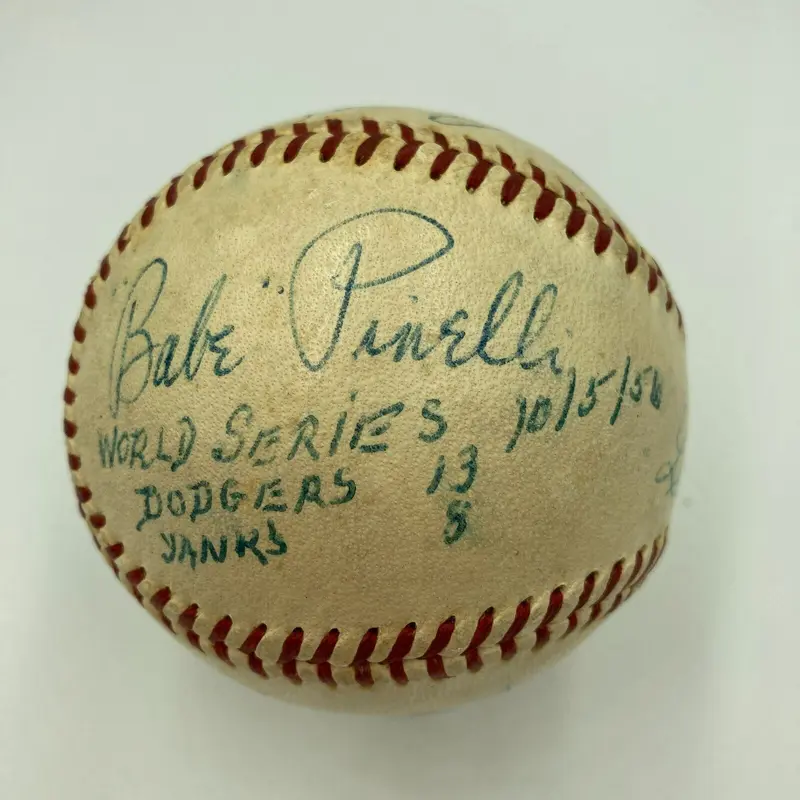 "Babe" Pinelli
WORLD SERIES 10/5/56
DODGERS 13
YANKS 8